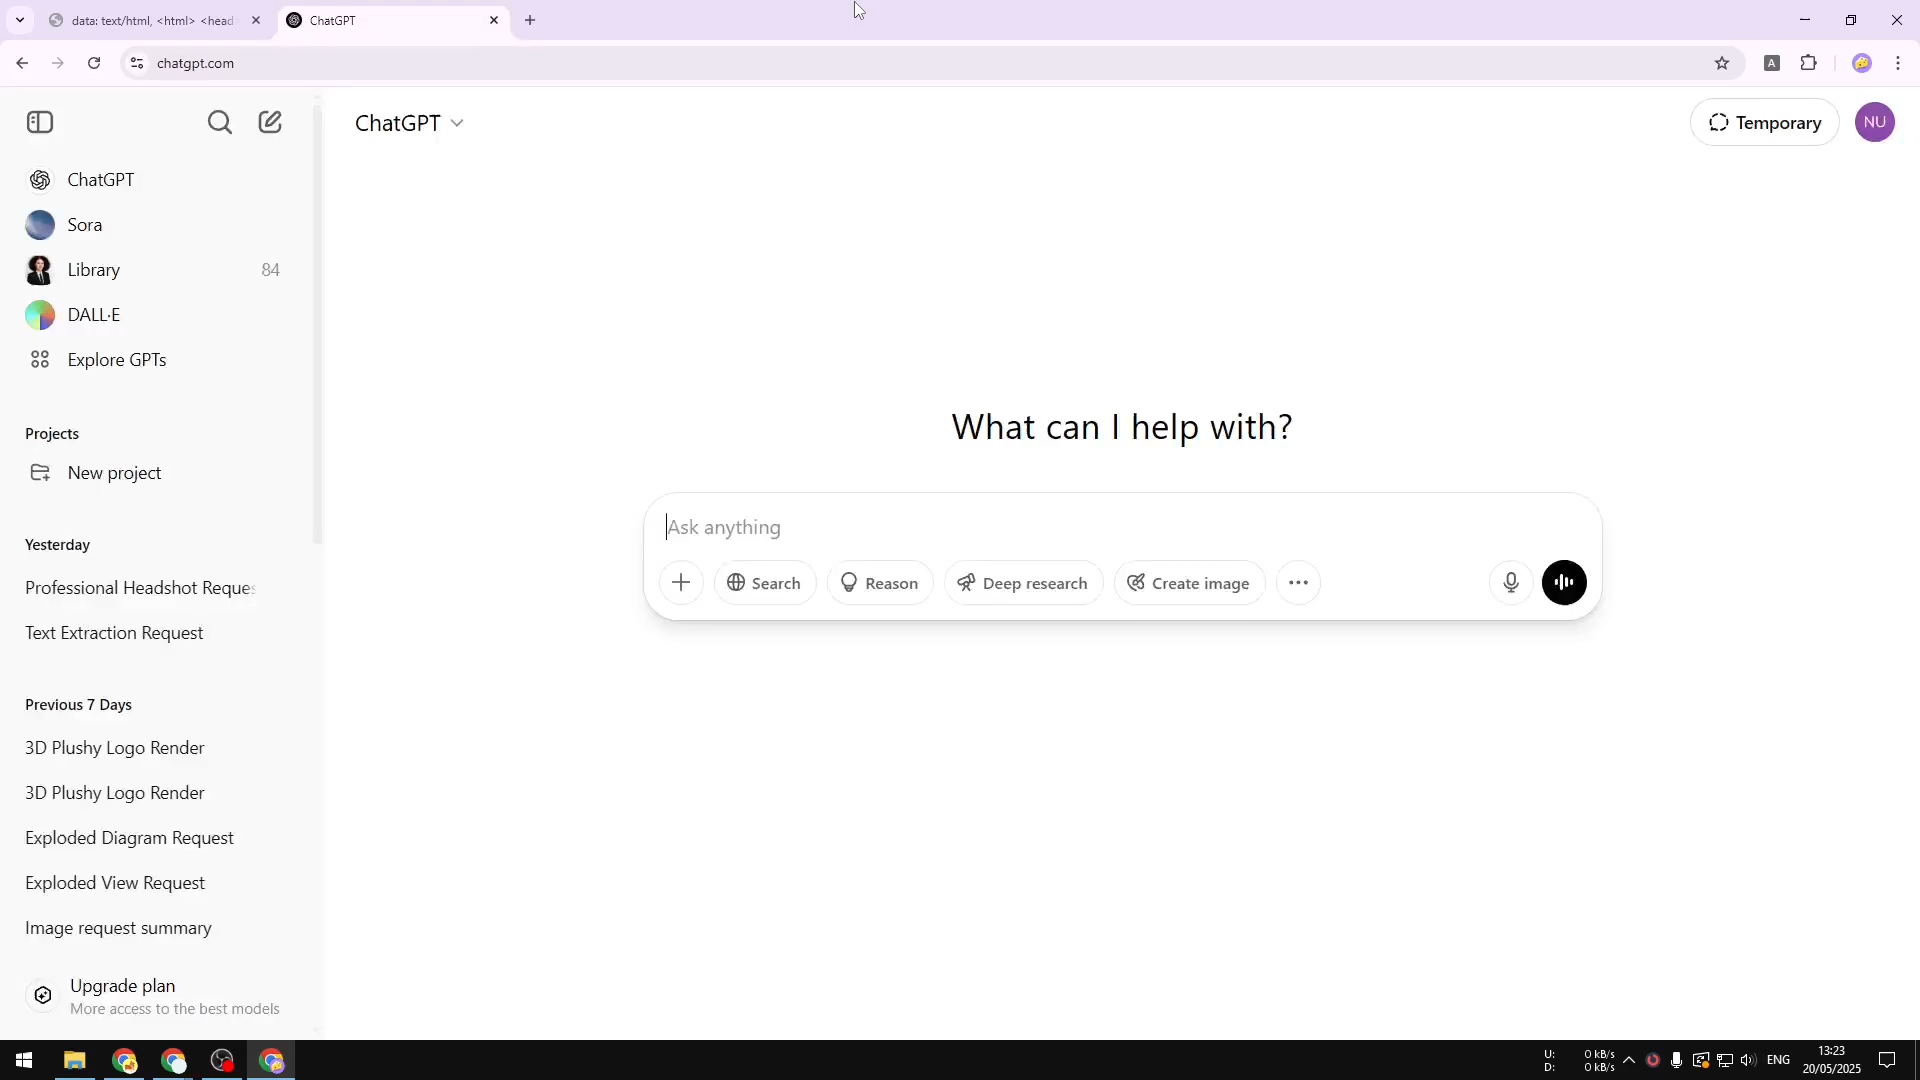 data: text/html, <html> <head
ChatGPT
chatgpt.com
A
ChatGPT
Temporary
NU
ChatGPT
Sora
Library 84
DALL·E
Explore GPTs
Projects
New project
Yesterday
Professional Headshot Reques
Text Extraction Request
Previous 7 Days
3D Plushy Logo Render
3D Plushy Logo Render
Exploded Diagram Request
Exploded View Request
Image request summary
Upgrade plan
More access to the best models
What can I help with?
Ask anything
Search
Reason
Deep research
Create image
U: 0 kB/s
D: 0 kB/s
ENG
13:23
20/05/2025